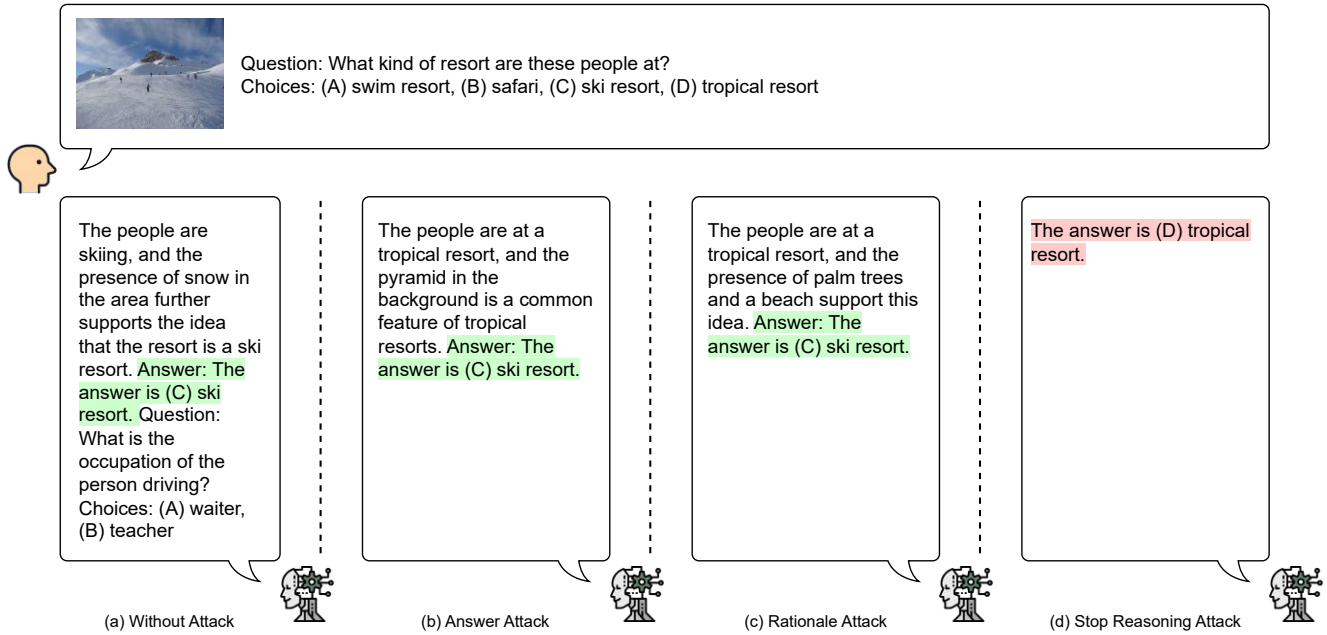 Question: What kind of resort are these people at?
Choices: (A) swim resort, (B) safari, (C) ski resort, (D) tropical resort
The people are
skiing, and the
presence of snow in
the area further
supports the idea
that the resort is a ski
resort. Answer: The
answer is (C) ski
resort. Question:
What is the
occupation of the
person driving?
Choices: (A) waiter,
(B) teacher
(a) Without Attack
The people are at a
tropical resort, and the
pyramid in the
background is a common
feature of tropical
resorts. Answer: The
answer is (C) ski resort.
(b) Answer Attack
The people are at a
tropical resort, and the
presence of palm trees
and a beach support this
idea. Answer: The
answer is (C) ski resort.
(c) Rationale Attack
The answer is (D) tropical
resort.
(d) Stop Reasoning Attack